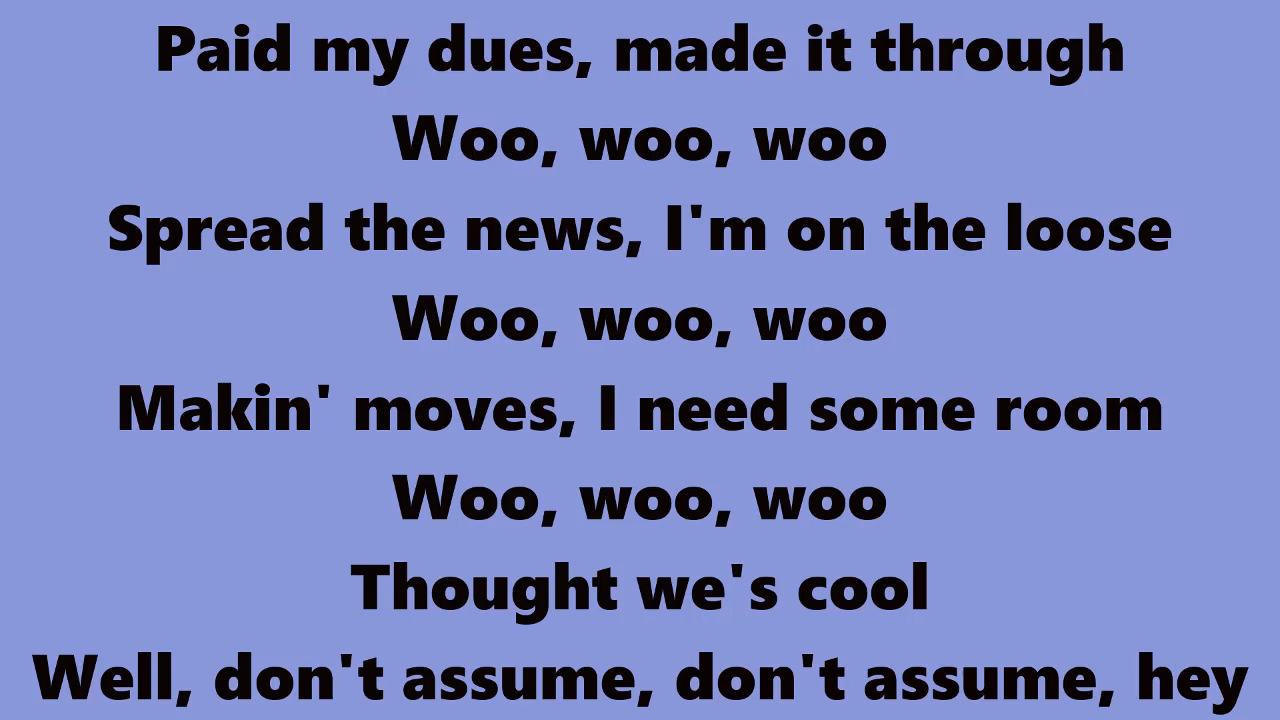 Paid my dues, made it through
Woo, woo, woo
Spread the news, I'm on the loose
Woo, woo, woo
Makin' moves, I need some room
Woo, woo, woo
Thought we's cool
Well, don't assume, don't assume, hey